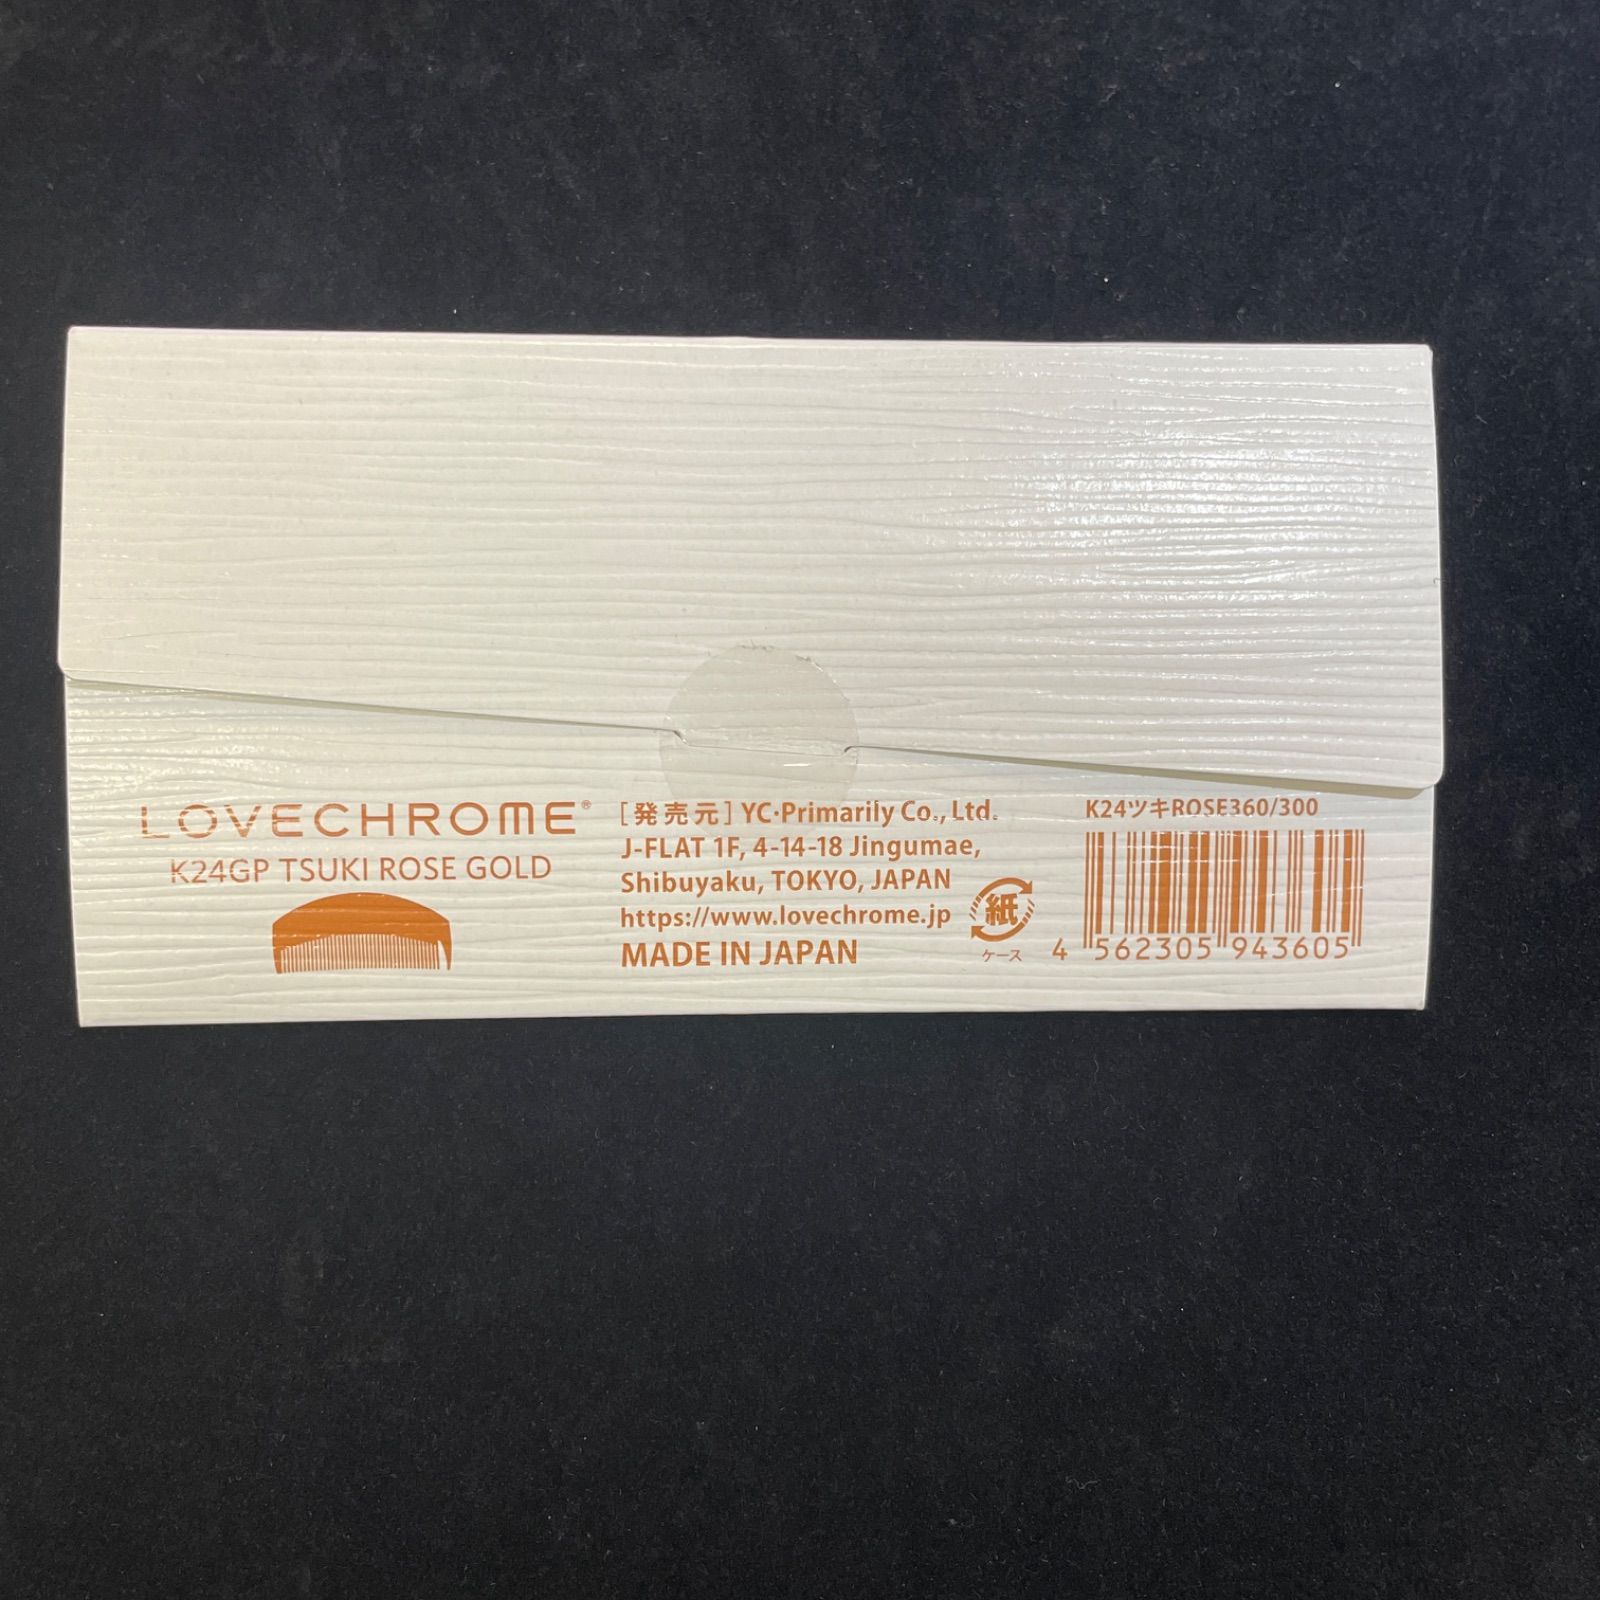 LOVECHROME®
K24GP TSUKI ROSE GOLD
[発売元] YC･Primarily Co., Ltd.
J-FLAT 1F, 4-14-18 Jingumae,
Shibuyaku, TOKYO, JAPAN
https://www.lovechrome.jp
MADE IN JAPAN
紙
ケース
K24ツキROSE360/300
4 562305 943605